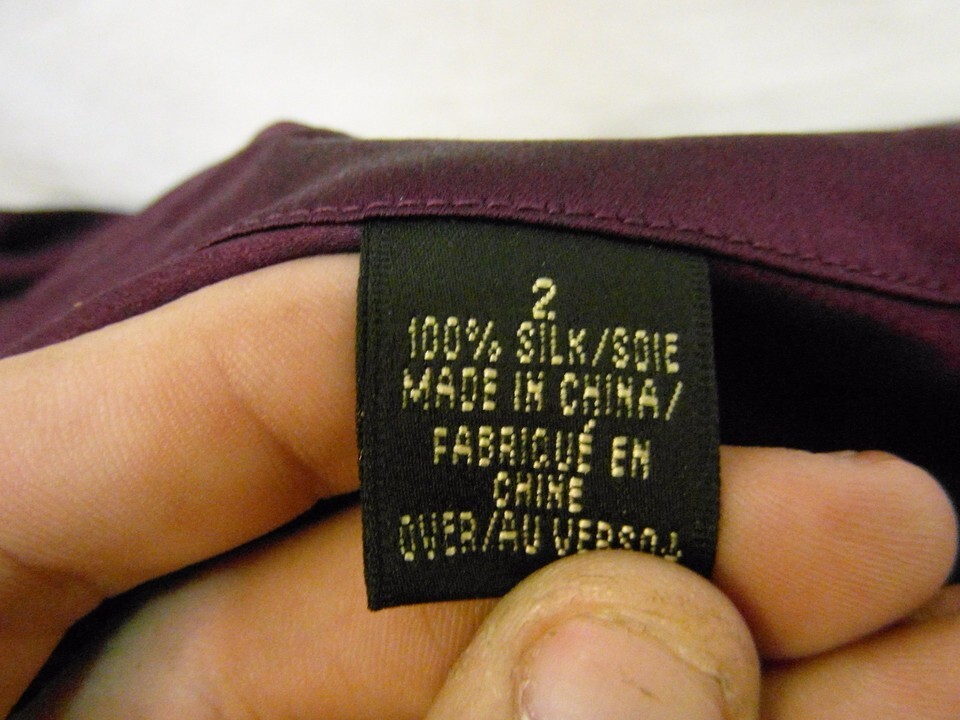 2
100% SILK/SOIE
MADE IN CHINA/
FABRIQUÉ EN
CHINE
OVER/AU VERSO